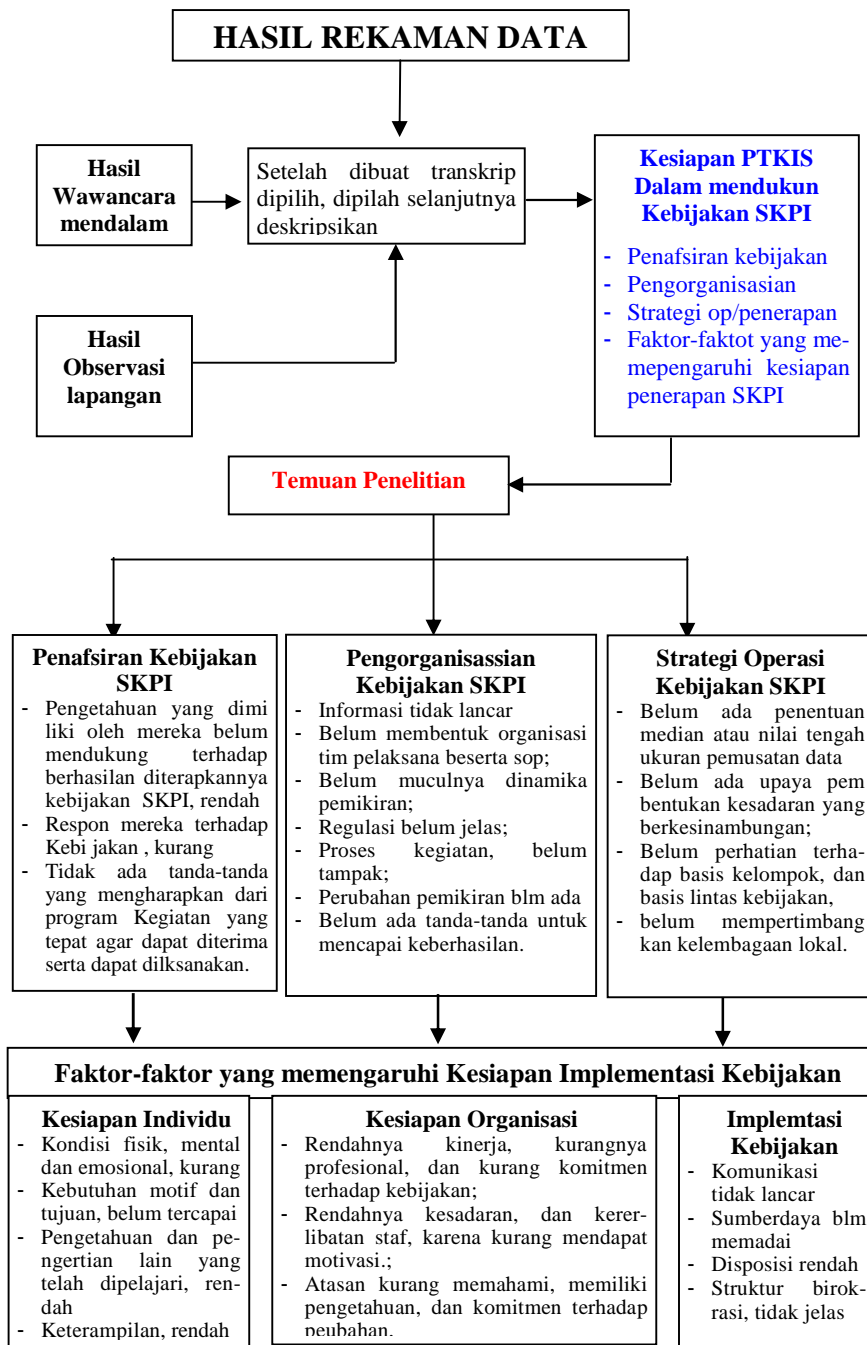 HASIL REKAMAN DATA
Hasil
Wawancara
mendalam
Setelah dibuat transkrip
dipilih, dipilah selanjutnya
deskripsikan
Kesiapan PTKIS
Dalam mendukun
Kebijakan SKPI
- Penafsiran kebijakan
- Pengorganisasian
- Strategi op/penerapan
- Faktor-faktot yang me-
mepengaruhi kesiapan
penerapan SKPI
Hasil
Observasi
lapangan
Temuan Penelitian
Penafsiran Kebijakan
SKPI
- Pengetahuan yang dimi
liki oleh mereka belum
mendukung terhadap
berhasilan diterapkannya
kebijakan SKPI, rendah
- Respon mereka terhadap
Kebi jakan , kurang
- Tidak ada tanda-tanda
yang mengharapkan dari
program Kegiatan yang
tepat agar dapat diterima
serta dapat dilksanakan.
Pengorganisassian
Kebijakan SKPI
- Informasi tidak lancar
- Belum membentuk organisasi
tim pelaksana beserta sop;
- Belum muculnya dinamika
pemikiran;
- Regulasi belum jelas;
- Proses kegiatan, belum
tampak;
- Perubahan pemikiran blm ada
- Belum ada tanda-tanda untuk
mencapai keberhasilan.
Strategi Operasi
Kebijakan SKPI
- Belum ada penentuan
median atau nilai tengah
ukuran pemusatan data
- Belum ada upaya pem
bentukan kesadaran yang
berkesinambungan;
- Belum perhatian terha-
dap basis kelompok, dan
basis lintas kebijakan,
- belum mempertimbang
kan kelembagaan lokal.
Faktor-faktor yang memengaruhi Kesiapan Implementasi Kebijakan
Kesiapan Individu
- Kondisi fisik, mental
dan emosional, kurang
- Kebutuhan motif dan
tujuan, belum tercapai
- Pengetahuan dan pe-
ngertian lain yang
telah dipelajari, ren-
dah
- Keterampilan, rendah
Kesiapan Organisasi
- Rendahnya kinerja, kurangnya
profesional, dan kurang komitmen
terhadap kebijakan;
- Rendahnya kesadaran, dan kerer-
libatan staf, karena kurang mendapat
motivasi.;
- Atasan kurang memahami, memiliki
pengetahuan, dan komitmen terhadap
peubahan.
Implemtasi
Kebijakan
- Komunikasi
tidak lancar
- Sumberdaya blm
memadai
- Disposisi rendah
- Struktur birok-
rasi, tidak jelas